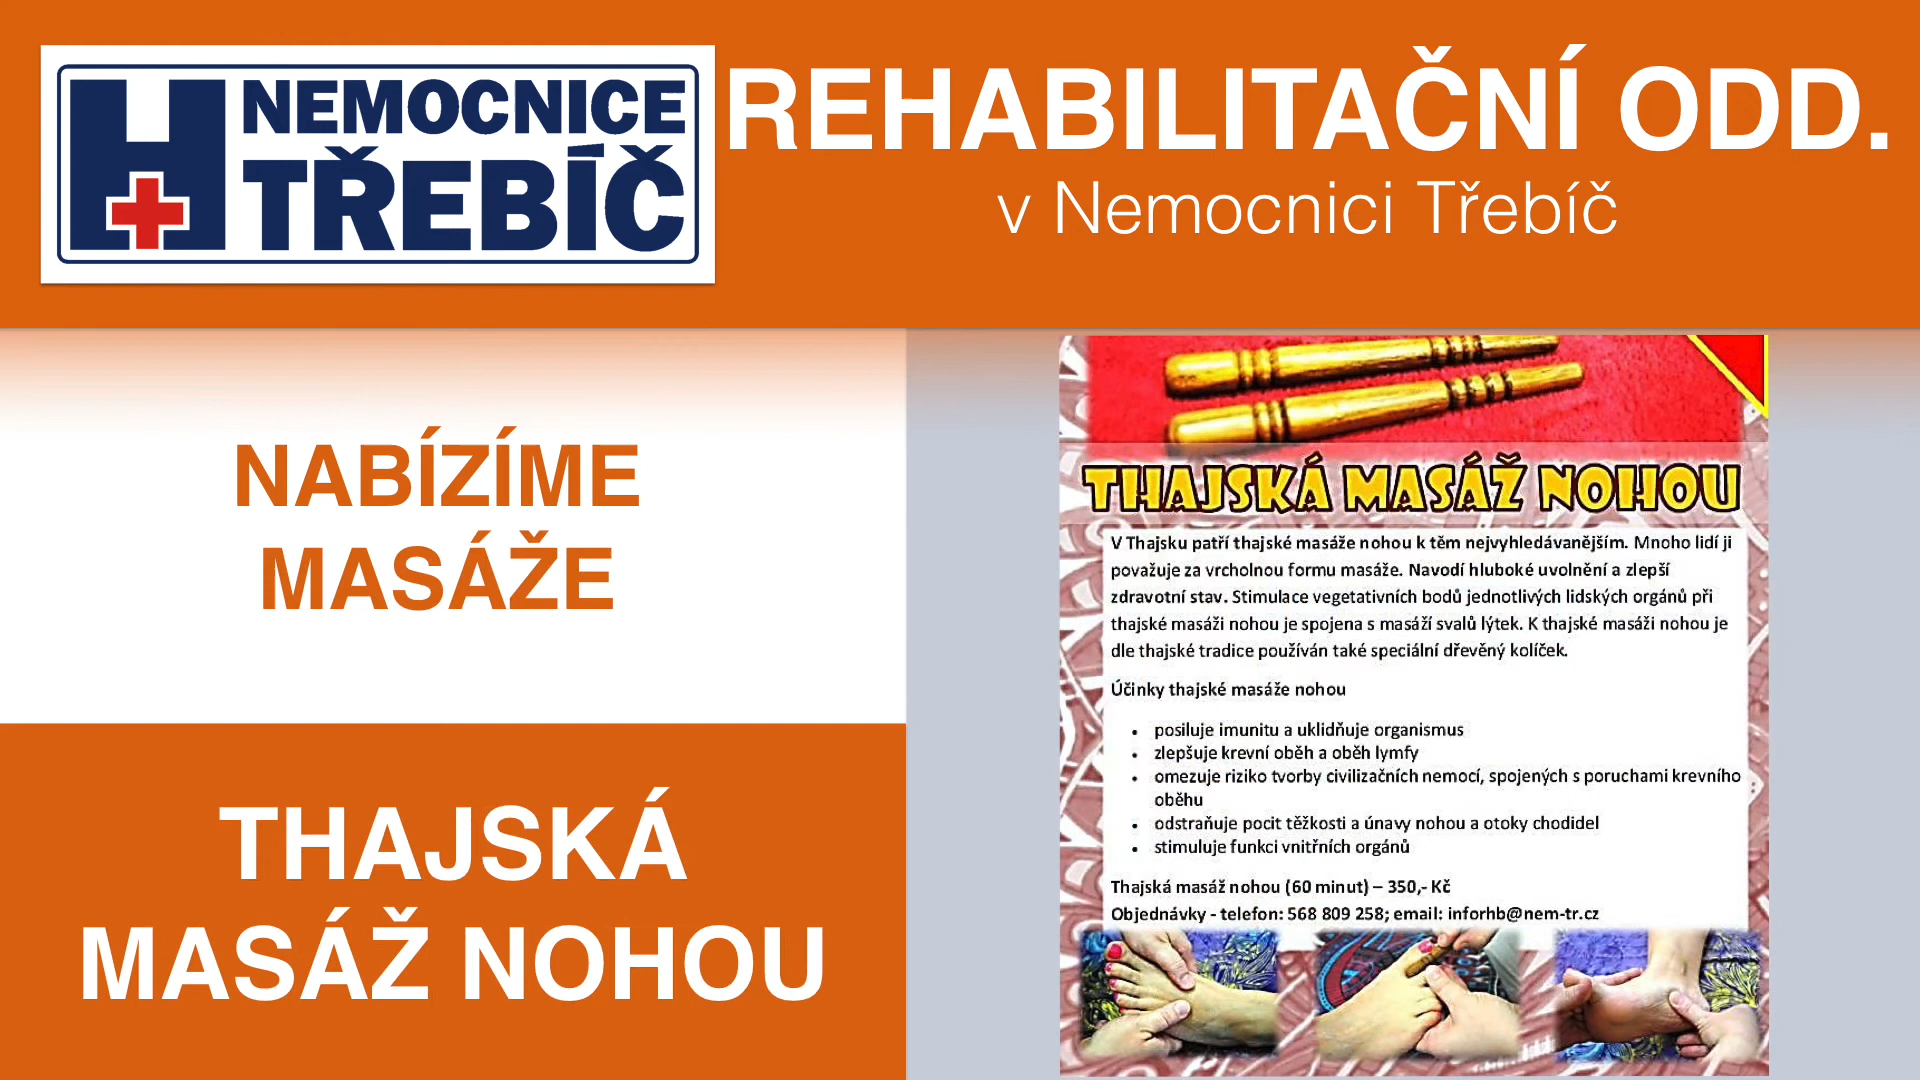 NEMOCNICE
TŘEBÍČ
REHABILITAČNÍ ODD.
v Nemocnici Třebíč
NABÍZÍME
MASÁŽE
THAJSKÁ
MASÁŽ NOHOU
THAJSKÁ MASÁŽ NOHOU
V Thajsku patří thajské masáže nohou k těm nejvyhledávanějším. Mnoho lidí ji
považuje za vrcholnou formu masáže. Navodí hluboké uvolnění a zlepší
zdravotní stav. Stimulace vegetativních bodů jednotlivých lidských orgánů při
thajské masáži nohou je spojena s masáží svalů lýtek. K thajské masáži nohou je
dle thajské tradice používán také speciální dřevěný kolíček.
Účinky thajské masáže nohou
• posiluje imunitu a uklidňuje organismus
• zlepšuje krevní oběh a oběh lymfy
• omezuje riziko tvorby civilizačních nemocí, spojených s poruchami krevního
oběhu
• odstraňuje pocit těžkosti a únavy nohou a otoky chodidel
• stimuluje funkci vnitřních orgánů
Thajská masáž nohou (60 minut) – 350,- Kč
Objednávky - telefon: 568 809 258; email: inforhb@nem-tr.cz